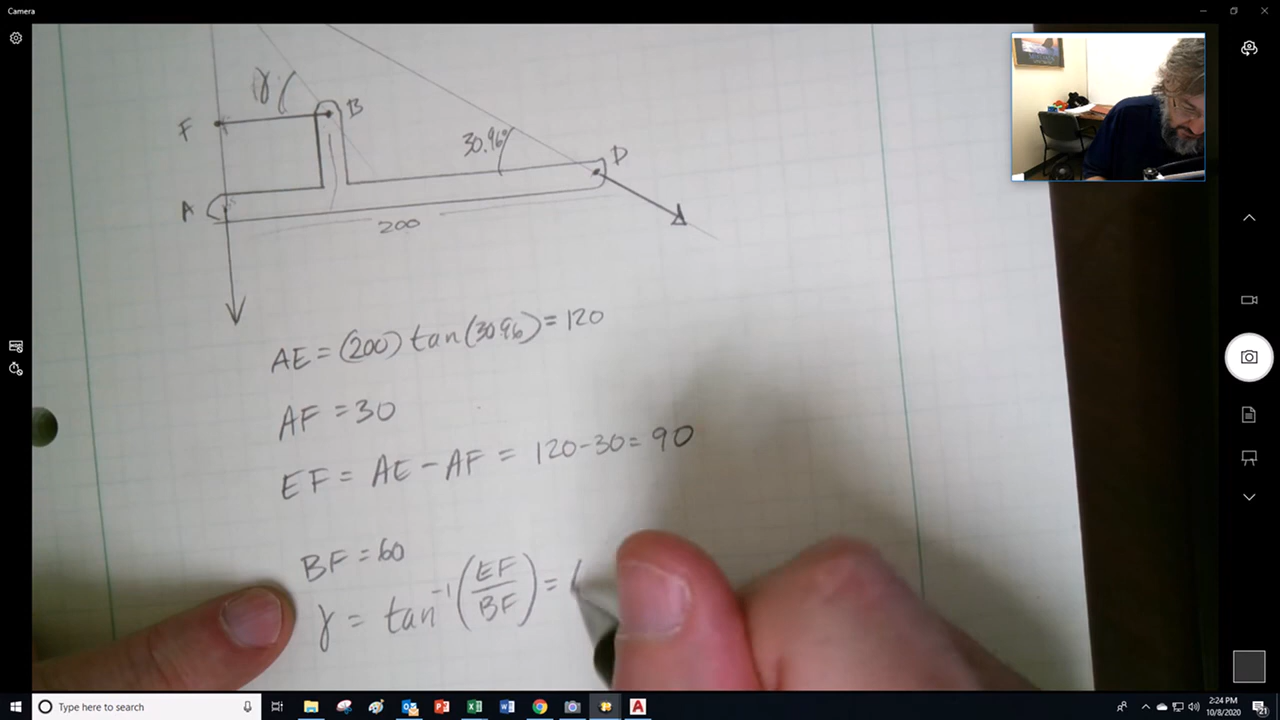 Camera
γ
B
F
30.96°
D
A
200
AE = (200) tan(30.96) = 120
AF = 30
EF = AE - AF = 120 - 30 = 90
BF = 60
γ = tan⁻¹(EF/BF) = (
Type here to search
2:24 PM
10/8/2020
21